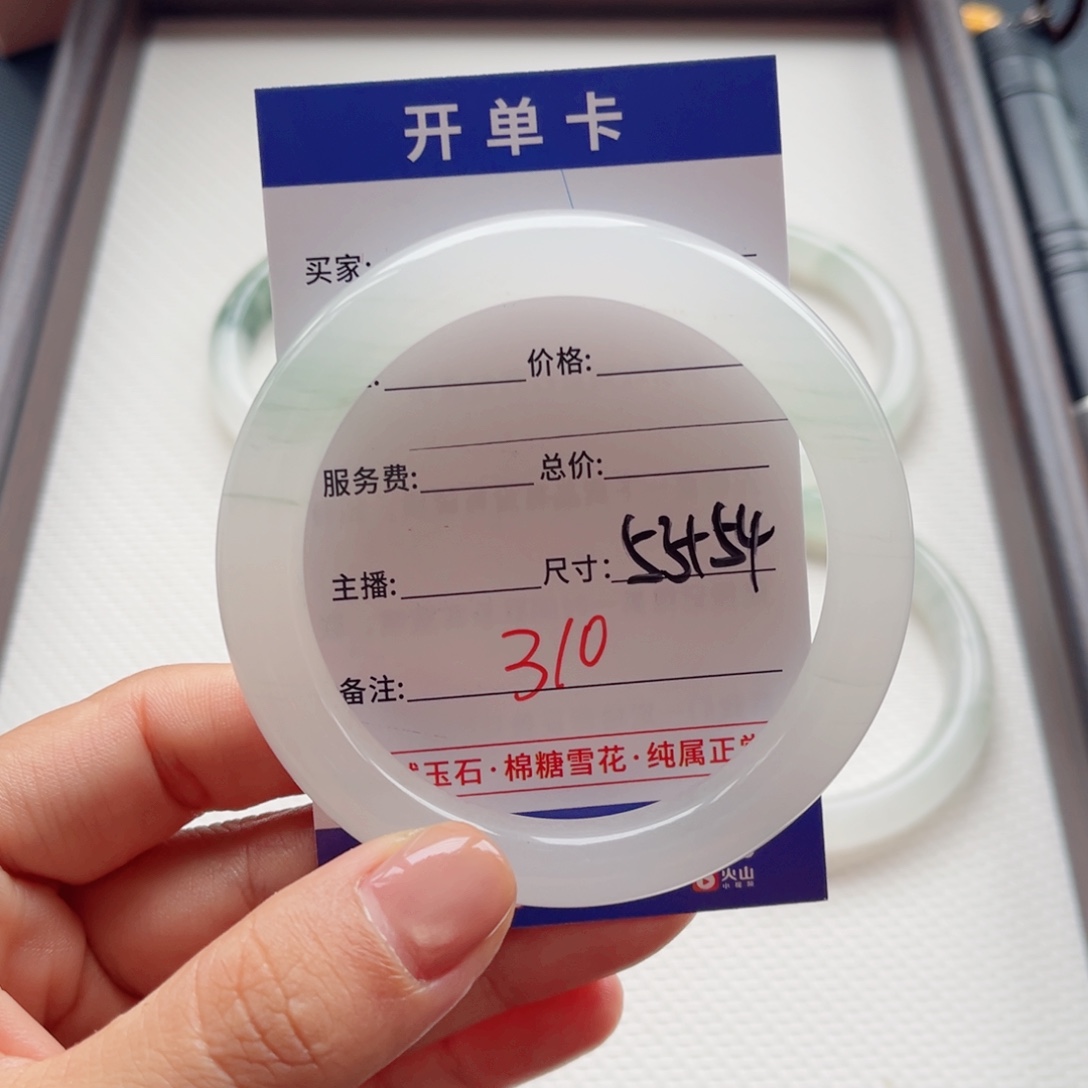 开单卡
买家:
价格:
服务费: 总价:
主播: 尺寸: 53+54
310
备注:
玉石·棉糖雪花·纯属正
火山